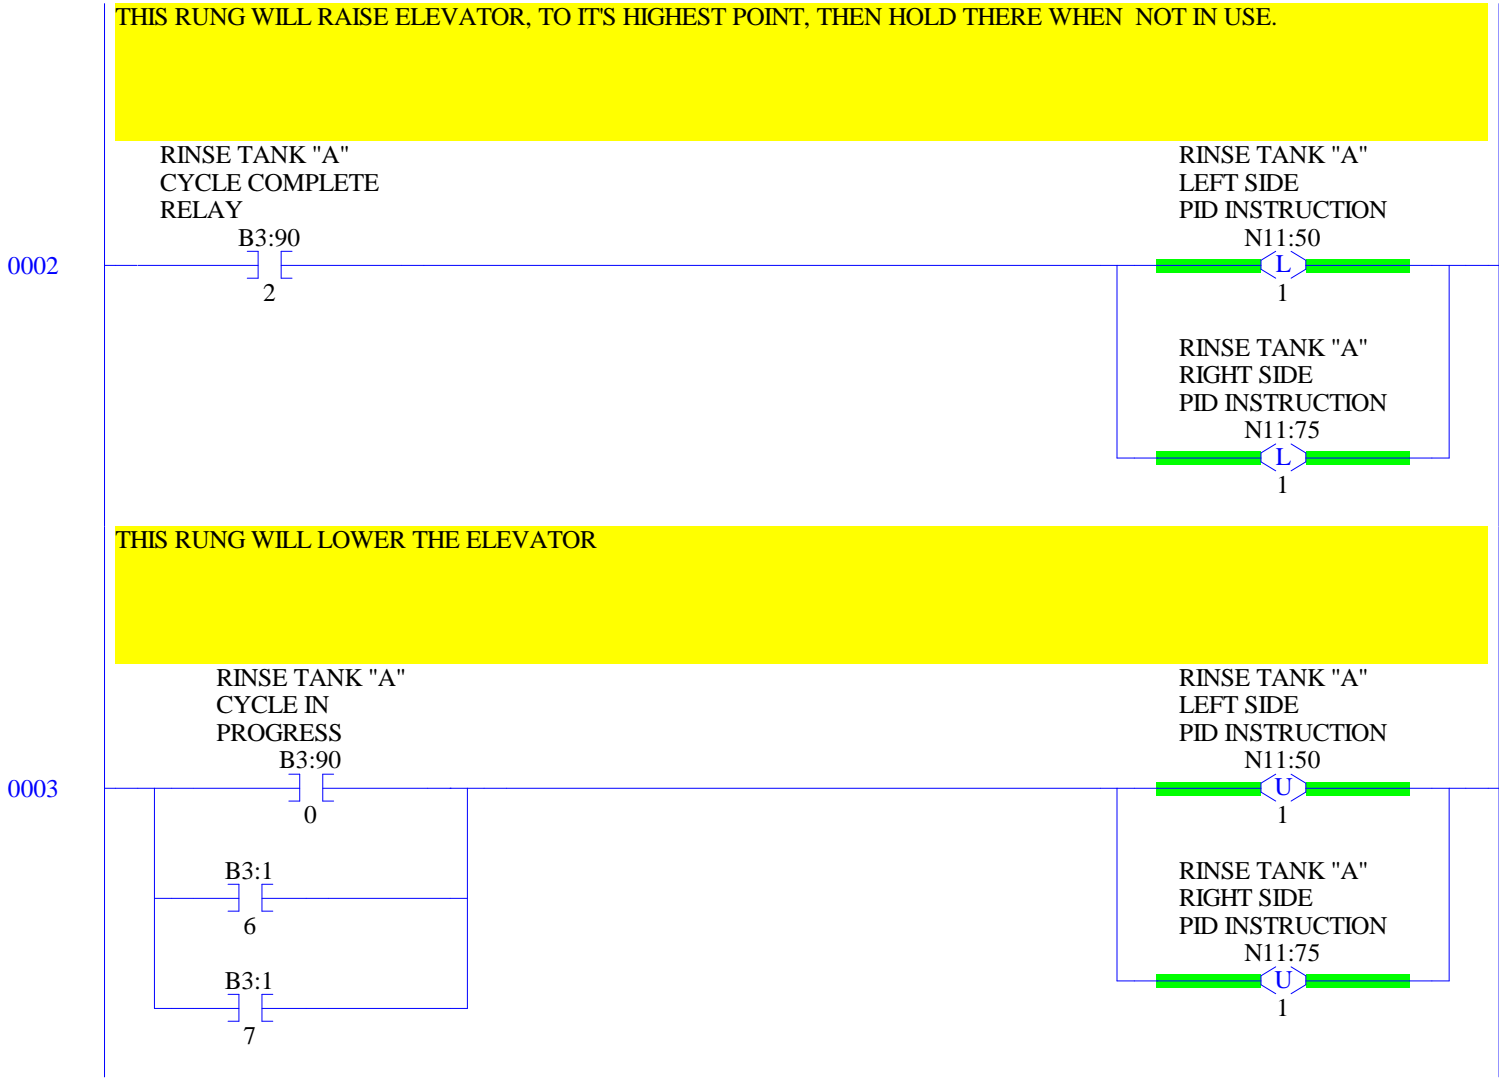 THIS RUNG WILL RAISE ELEVATOR, TO IT'S HIGHEST POINT, THEN HOLD THERE WHEN  NOT IN USE.
RINSE TANK "A"
CYCLE COMPLETE
RELAY
B3:90
2
RINSE TANK "A"
LEFT SIDE
PID INSTRUCTION
N11:50
L
1
0002
RINSE TANK "A"
RIGHT SIDE
PID INSTRUCTION
N11:75
L
1
THIS RUNG WILL LOWER THE ELEVATOR
RINSE TANK "A"
CYCLE IN
PROGRESS
B3:90
0
RINSE TANK "A"
LEFT SIDE
PID INSTRUCTION
N11:50
U
1
0003
B3:1
6
B3:1
7
RINSE TANK "A"
RIGHT SIDE
PID INSTRUCTION
N11:75
U
1